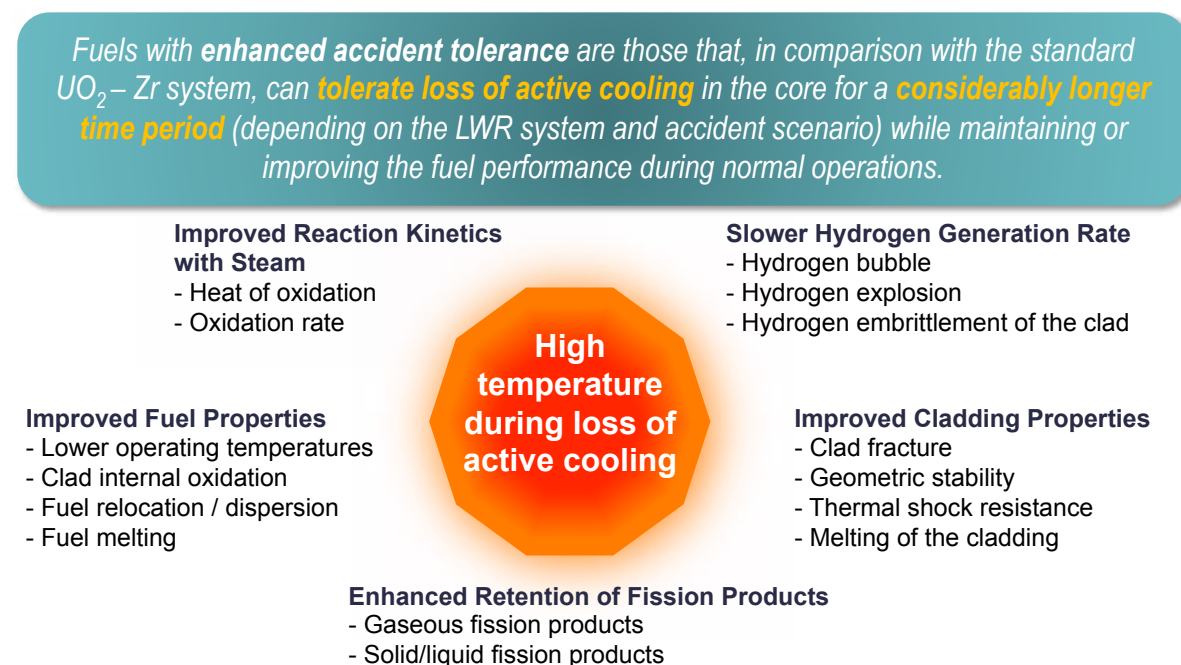 Fuels with enhanced accident tolerance are those that, in comparison with the standard
UO₂ – Zr system, can tolerate loss of active cooling in the core for a considerably longer
time period (depending on the LWR system and accident scenario) while maintaining or
improving the fuel performance during normal operations.
Improved Reaction Kinetics
with Steam
- Heat of oxidation
- Oxidation rate
Slower Hydrogen Generation Rate
- Hydrogen bubble
- Hydrogen explosion
- Hydrogen embrittlement of the clad
High
temperature
during loss of
active cooling
Improved Fuel Properties
- Lower operating temperatures
- Clad internal oxidation
- Fuel relocation / dispersion
- Fuel melting
Improved Cladding Properties
- Clad fracture
- Geometric stability
- Thermal shock resistance
- Melting of the cladding
Enhanced Retention of Fission Products
- Gaseous fission products
- Solid/liquid fission products